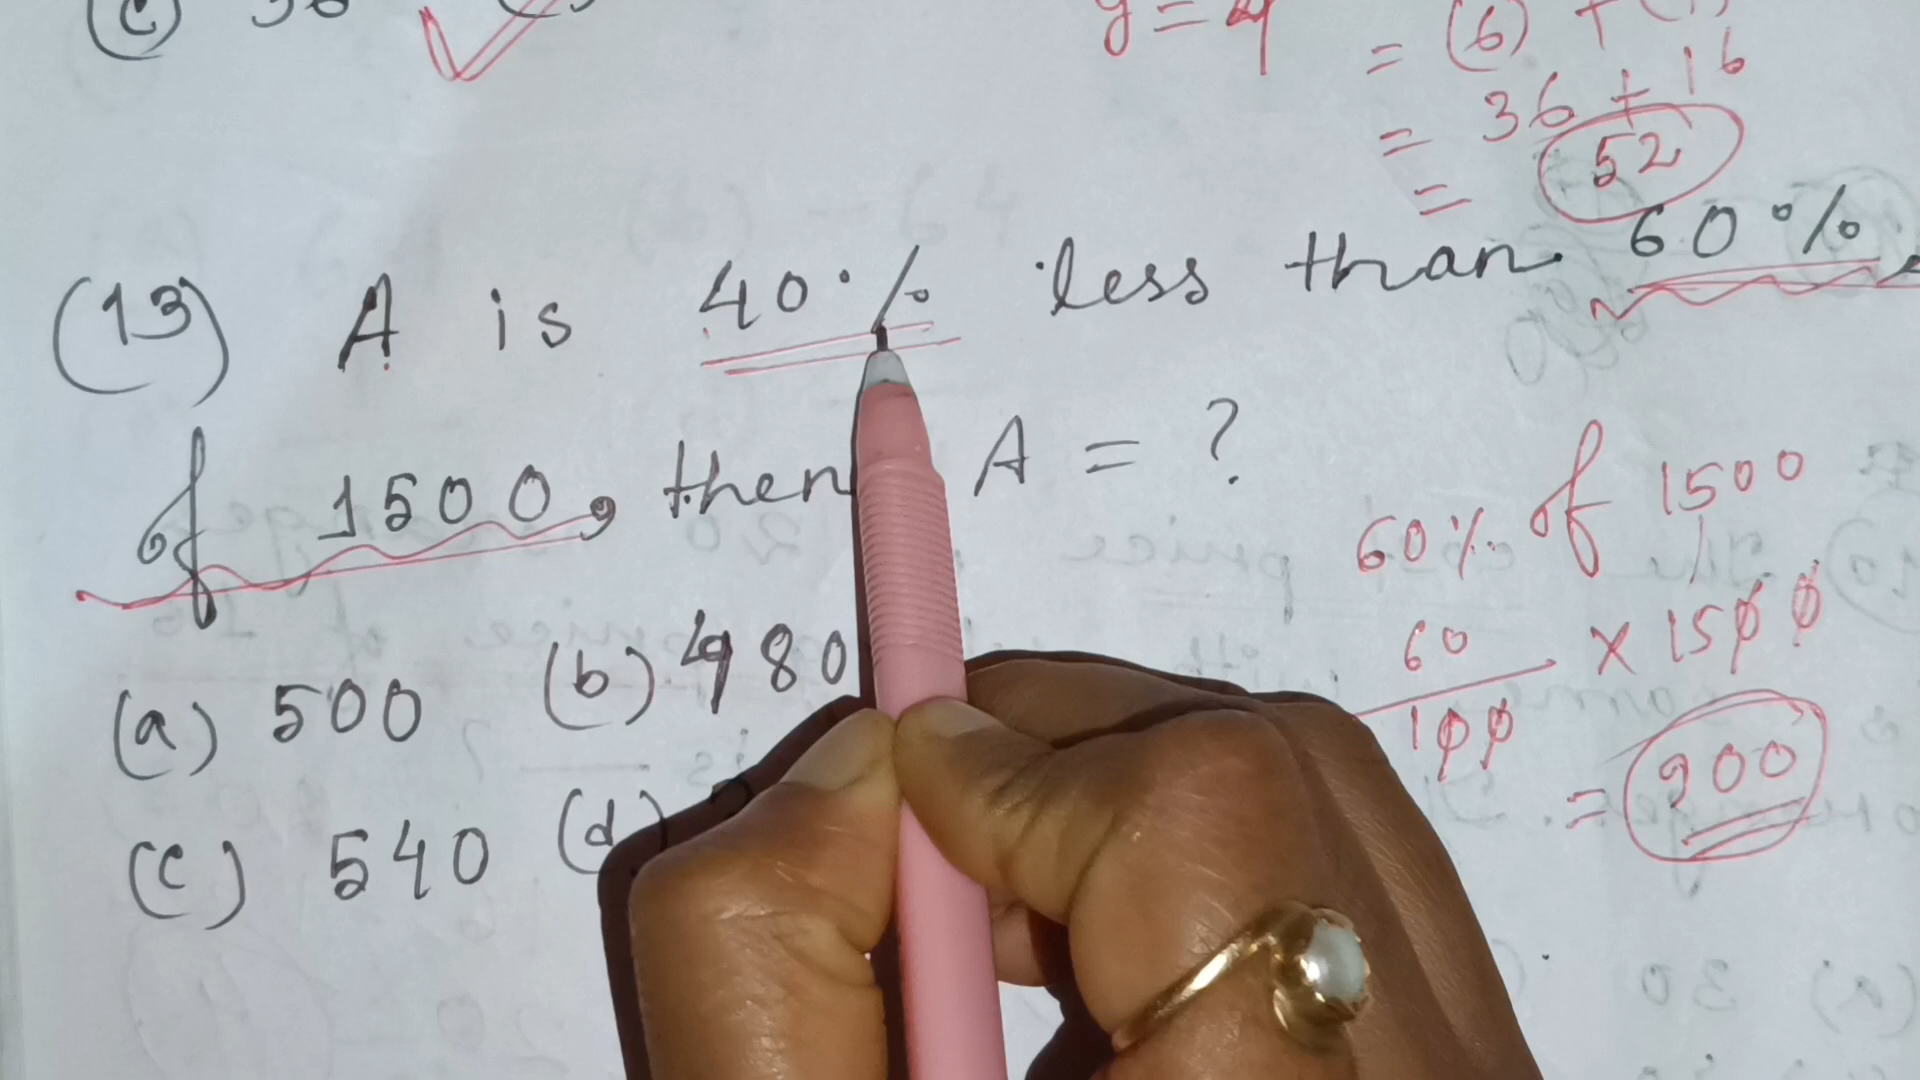 y = 4
= 36 + 16
= 52
(13) A is 40% less than 60%
of 1500, then A = ?
(a) 500 (b) 480
(c) 540 (d)
60% of 1500
60/100 × 1500
= 900